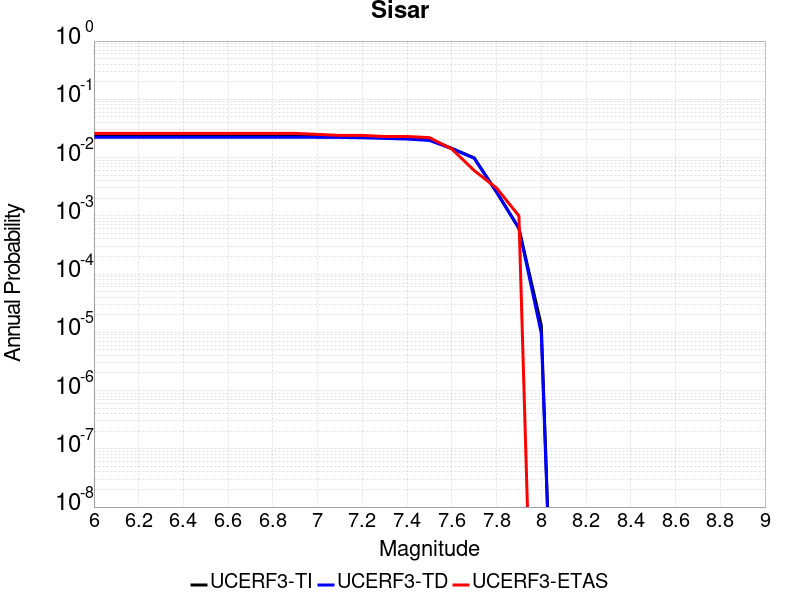 Sisar
10^0
10^-1
10^-2
10^-3
10^-4
10^-5
10^-6
10^-7
10^-8
Annual Probability
6 6.2 6.4 6.6 6.8 7 7.2 7.4 7.6 7.8 8 8.2 8.4 8.6 8.8 9
Magnitude
UCERF3-TI UCERF3-TD UCERF3-ETAS